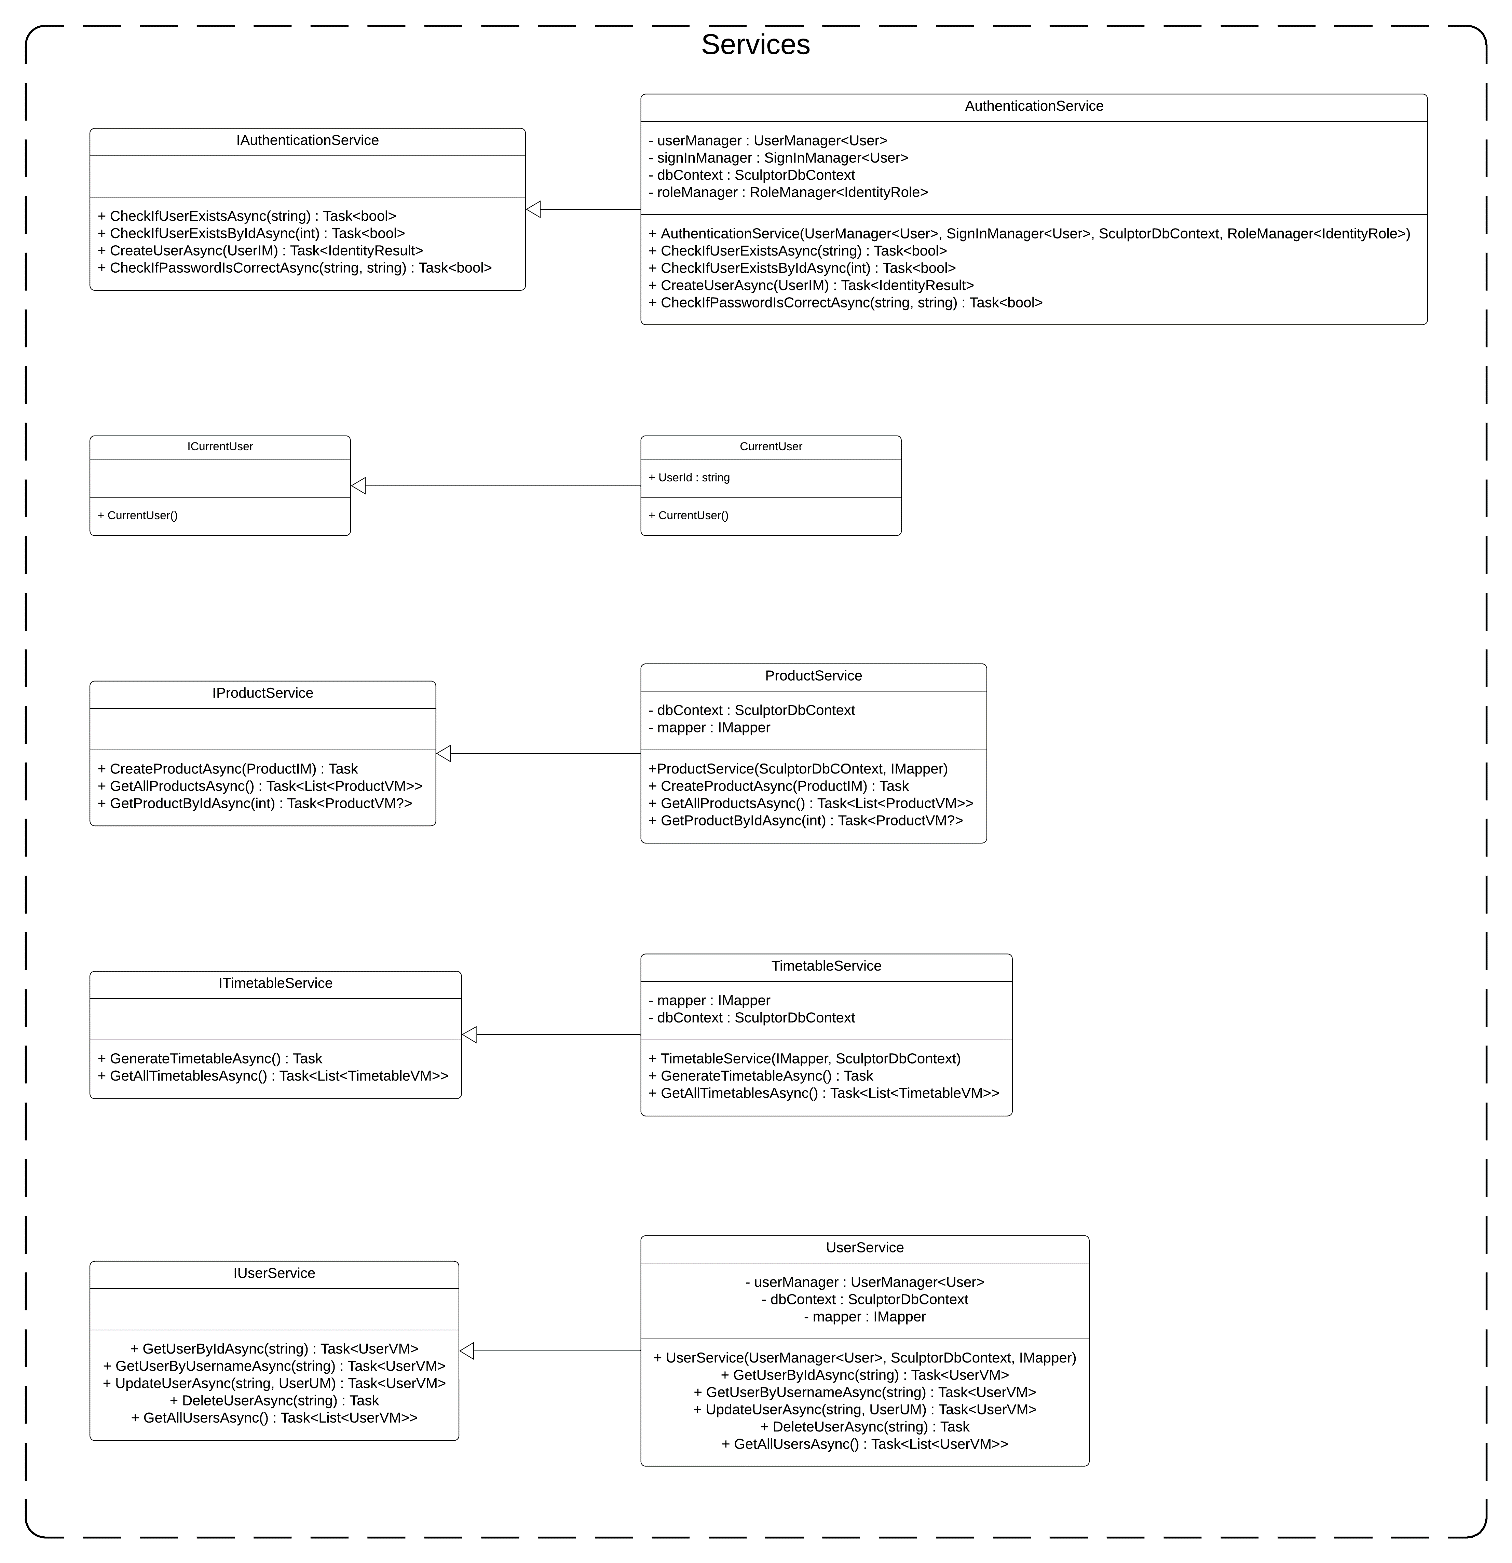 Services
IAuthenticationService
+ CheckIfUserExistsAsync(string) : Task<bool>
+ CheckIfUserExistsByIdAsync(int) : Task<bool>
+ CreateUserAsync(UserIM) : Task<IdentityResult>
+ CheckIfPasswordIsCorrectAsync(string, string) : Task<bool>
AuthenticationService
- userManager : UserManager<User>
- signInManager : SignInManager<User>
- dbContext : SculptorDbContext
- roleManager : RoleManager<IdentityRole>
+ AuthenticationService(UserManager<User>, SignInManager<User>, SculptorDbContext, RoleManager<IdentityRole>)
+ CheckIfUserExistsAsync(string) : Task<bool>
+ CheckIfUserExistsByIdAsync(int) : Task<bool>
+ CreateUserAsync(UserIM) : Task<IdentityResult>
+ CheckIfPasswordIsCorrectAsync(string, string) : Task<bool>
ICurrentUser
+ CurrentUser()
CurrentUser
+ UserId : string
+ CurrentUser()
IProductService
+ CreateProductAsync(ProductIM) : Task
+ GetAllProductsAsync() : Task<List<ProductVM>>
+ GetProductByIdAsync(int) : Task<ProductVM?>
ProductService
- dbContext : SculptorDbContext
- mapper : IMapper
+ProductService(SculptorDbCOntext, IMapper)
+ CreateProductAsync(ProductIM) : Task
+ GetAllProductsAsync() : Task<List<ProductVM>>
+ GetProductByIdAsync(int) : Task<ProductVM?>
ITimetableService
+ GenerateTimetableAsync() : Task
+ GetAllTimetablesAsync() : Task<List<TimetableVM>>
TimetableService
- mapper : IMapper
- dbContext : SculptorDbContext
+ TimetableService(IMapper, SculptorDbContext)
+ GenerateTimetableAsync() : Task
+ GetAllTimetablesAsync() : Task<List<TimetableVM>>
IUserService
+ GetUserByIdAsync(string) : Task<UserVM>
+ GetUserByUsernameAsync(string) : Task<UserVM>
+ UpdateUserAsync(string, UserUM) : Task<UserVM>
+ DeleteUserAsync(string) : Task
+ GetAllUsersAsync() : Task<List<UserVM>>
UserService
- userManager : UserManager<User>
- dbContext : SculptorDbContext
- mapper : IMapper
+ UserService(UserManager<User>, SculptorDbContext, IMapper)
+ GetUserByIdAsync(string) : Task<UserVM>
+ GetUserByUsernameAsync(string) : Task<UserVM>
+ UpdateUserAsync(string, UserUM) : Task<UserVM>
+ DeleteUserAsync(string) : Task
+ GetAllUsersAsync() : Task<List<UserVM>>